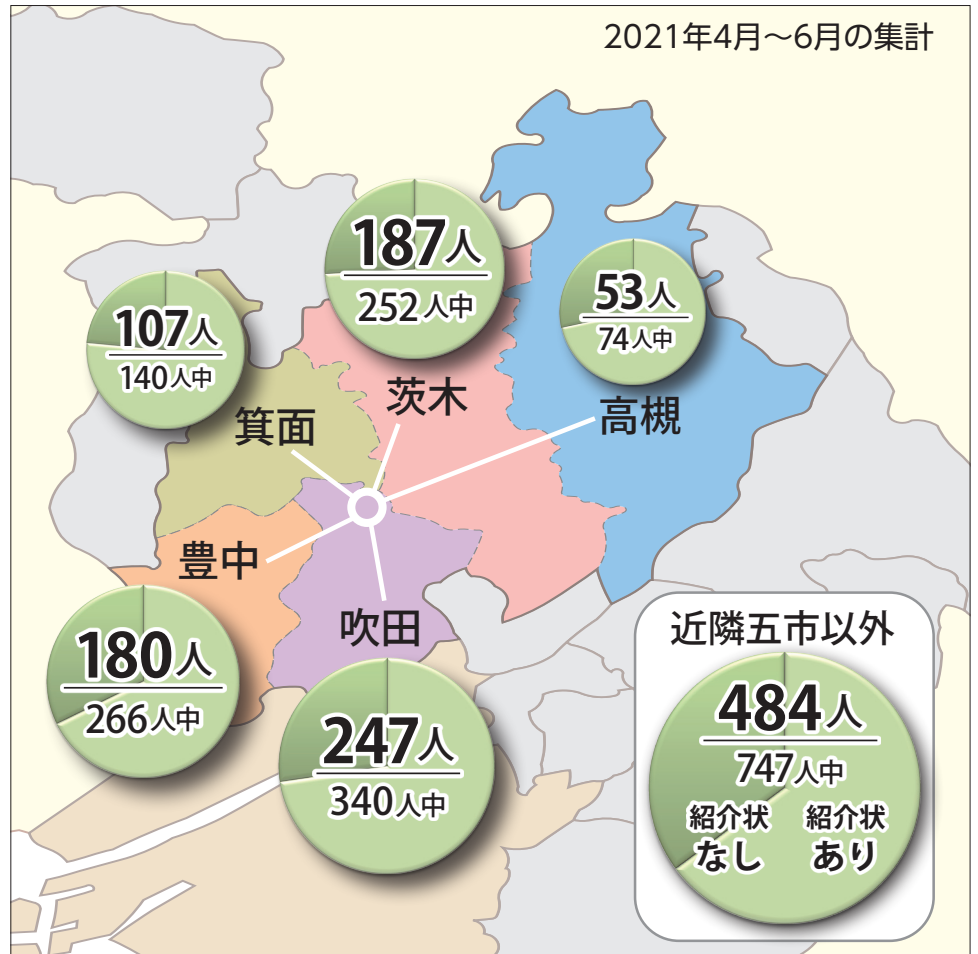 2021年4月～6月の集計
187人
252人中
53人
74人中
107人
140人中
茨木
高槻
箕面
豊中
吹田
180人
266人中
247人
340人中
近隣五市以外
484人
747人中
紹介状
なし
紹介状
あり